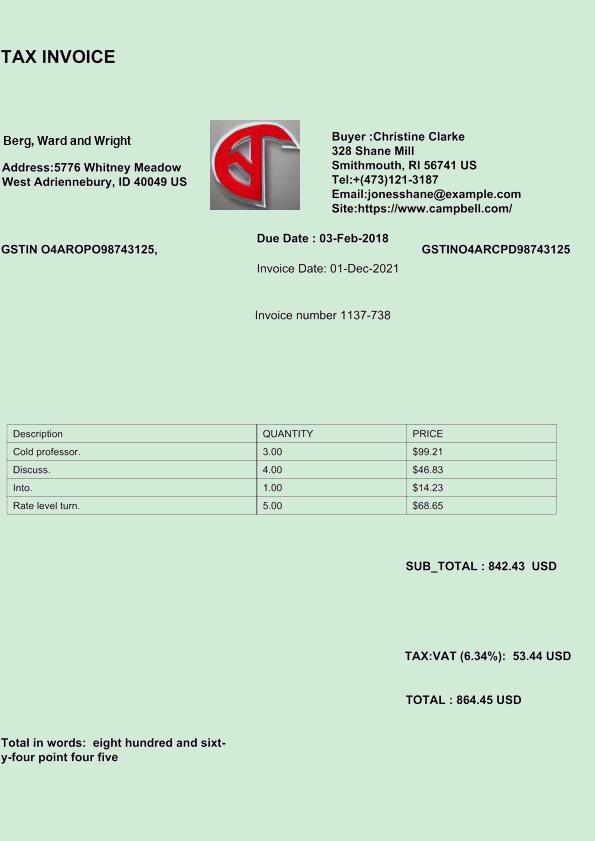 TAX INVOICE
Berg, Ward and Wright
Address:5776 Whitney Meadow
West Adriennebury, ID 40049 US
Buyer :Christine Clarke
328 Shane Mill
Smithmouth, RI 56741 US
Tel:+(473)121-3187
Email:jonesshane@example.com
Site:https://www.campbell.com/
GSTIN O4AROPO98743125,
Due Date : 03-Feb-2018
GSTINO4ARCPD98743125
Invoice Date: 01-Dec-2021
Invoice number 1137-738
Description QUANTITY PRICE
Cold professor. 3.00 $99.21
Discuss. 4.00 $46.83
Into. 1.00 $14.23
Rate level turn. 5.00 $68.65
SUB_TOTAL : 842.43 USD
TAX:VAT (6.34%): 53.44 USD
TOTAL : 864.45 USD
Total in words: eight hundred and sixt-
y-four point four five